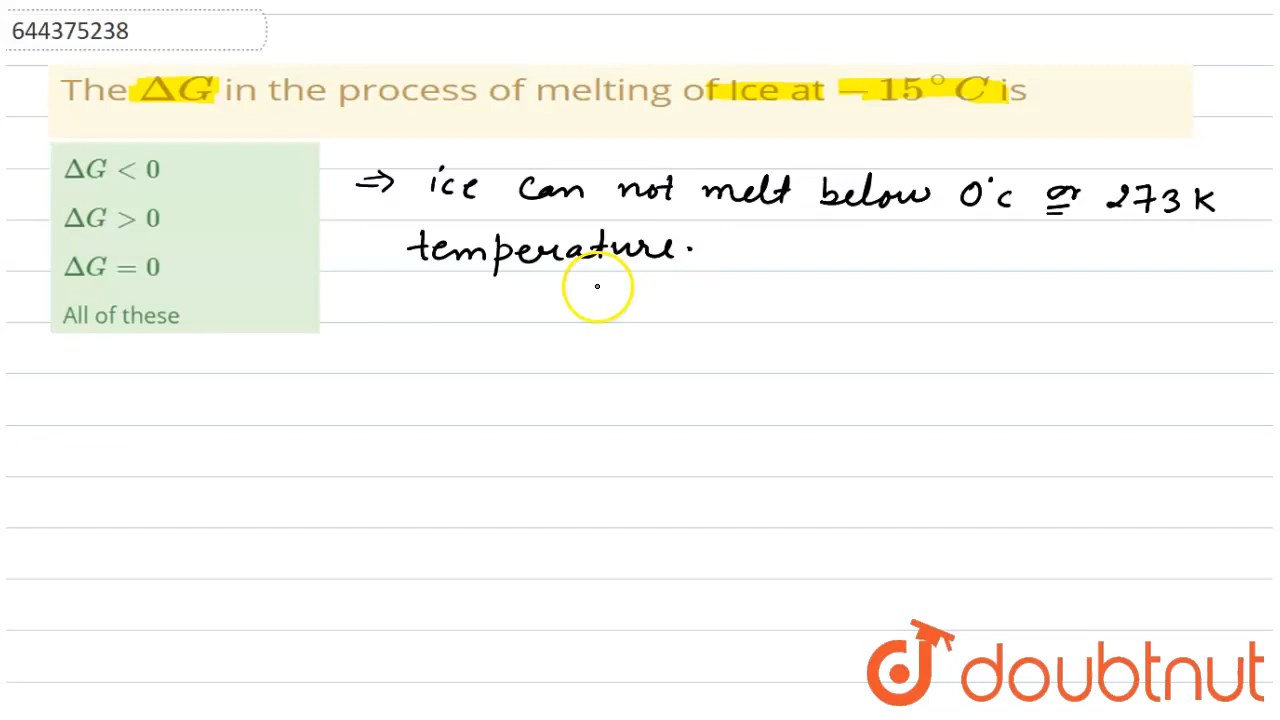 644375238
The ΔG in the process of melting of Ice at −15° C is
ΔG < 0
ΔG > 0
ΔG = 0
All of these
⇒ ice can not melt below 0°c or 273 K
temperature.
doubtnut